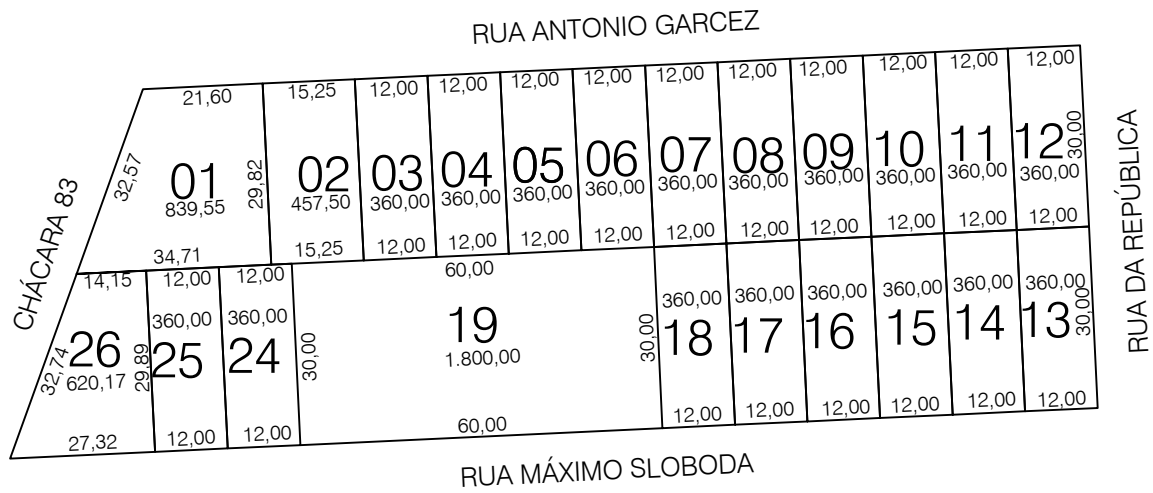 RUA ANTONIO GARCEZ
21,60 15,25 12,00 12,00 12,00 12,00 12,00 12,00 12,00 12,00 12,00 12,00
32,57 29,82 30,00
01 02 03 04 05 06 07 08 09 10 11 12
839,55 457,50 360,00 360,00 360,00 360,00 360,00 360,00 360,00 360,00 360,00 360,00
34,71 15,25 12,00 12,00 12,00 12,00 12,00 12,00 12,00 12,00 12,00 12,00
CHÁCARA 83
RUA DA REPÚBLICA
14,15 12,00 12,00 60,00
360,00 360,00 360,00 360,00 360,00 360,00 360,00 360,00
26 25 24 19 18 17 16 15 14 13
620,17 1.800,00
32,74 29,89 30,00 30,00 30,00
27,32 12,00 12,00 60,00 12,00 12,00 12,00 12,00 12,00 12,00
RUA MÁXIMO SLOBODA